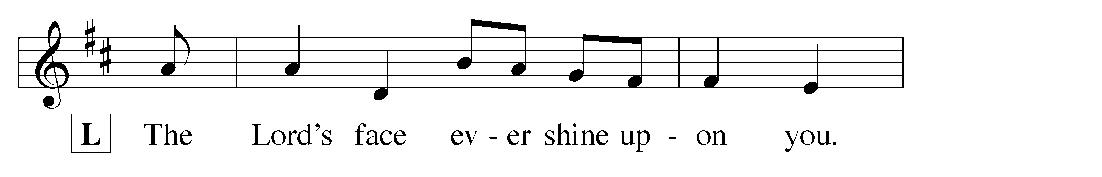 L The Lord's face ev - er shine up - on you.